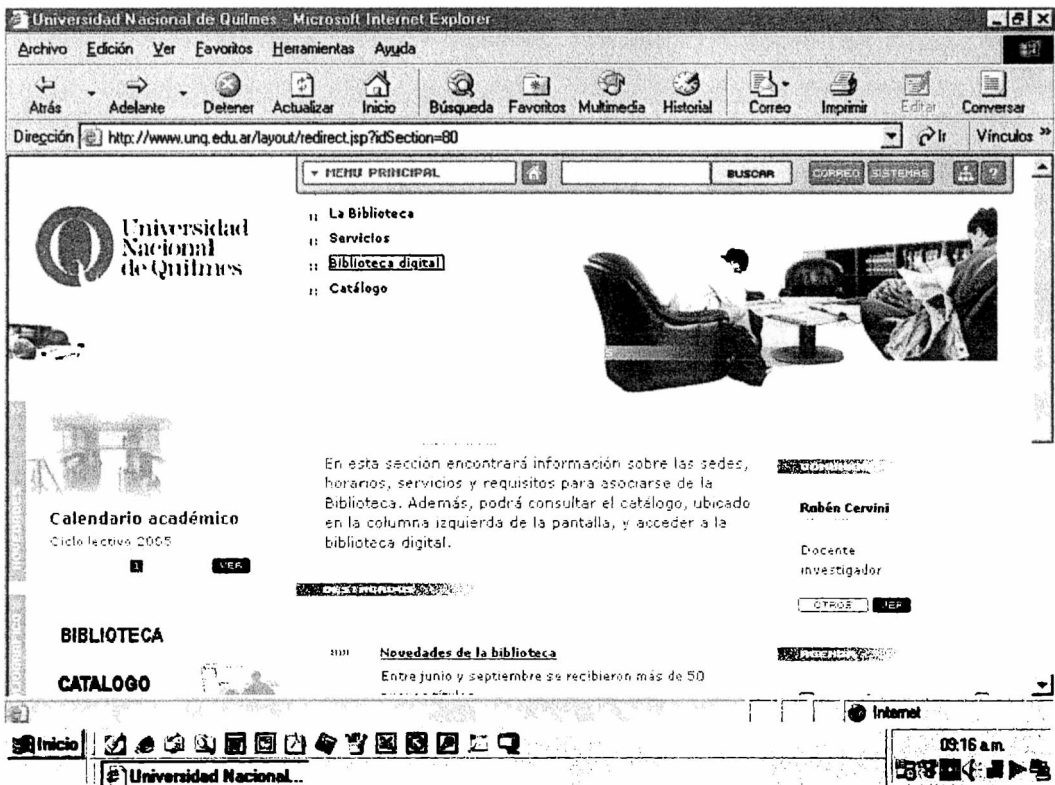 Universidad Nacional de Quilmes - Microsoft Internet Explorer
Archivo Edición Ver Favoritos Herramientas Ayuda
Atrás Adelante Detener Actualizar Inicio Búsqueda Favoritos Multimedia Historial Correo Imprimir Editar Conversar
Dirección http://www.unq.edu.ar/layout/redirect.jsp?idSection=80 Ir Vínculos »
MENU PRINCIPAL BUSCAR CORREO SISTEMAS ?
Universidad
Nacional
de Quilmes
:: La Biblioteca
:: Servicios
:: Biblioteca digital
:: Catálogo
En esta seccion encontrará información sobre las sedes,
horarios, servicios y requisitos para asociarse de la
Biblioteca. Además, podrá consultar el catálogo, ubicado
en la columna izquierda de la pantalla, y acceder a la
biblioteca digital.
Calendario académico
Ciclo lectivo 2005
1 VER
DESTACADOS
Novedades de la biblioteca
Entre junio y septiembre se recibieron más de 50
BIBLIOTECA
CATALOGO
Rubén Cervini
Docente
investigador
OTROS VER
AGENDA
Internet
Inicio
09:16 a.m.
Universidad Nacional...